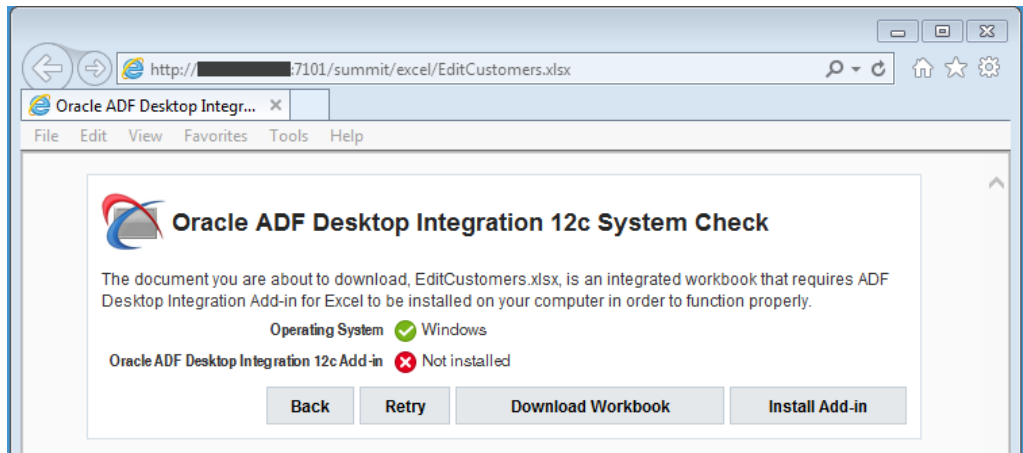 http:// :7101/summit/excel/EditCustomers.xlsx
Oracle ADF Desktop Integr...
File Edit View Favorites Tools Help
Oracle ADF Desktop Integration 12c System Check
The document you are about to download, EditCustomers.xlsx, is an integrated workbook that requires ADF
Desktop Integration Add-in for Excel to be installed on your computer in order to function properly.
Operating System Windows
Oracle ADF Desktop Integration 12c Add-in Not installed
Back Retry Download Workbook Install Add-in